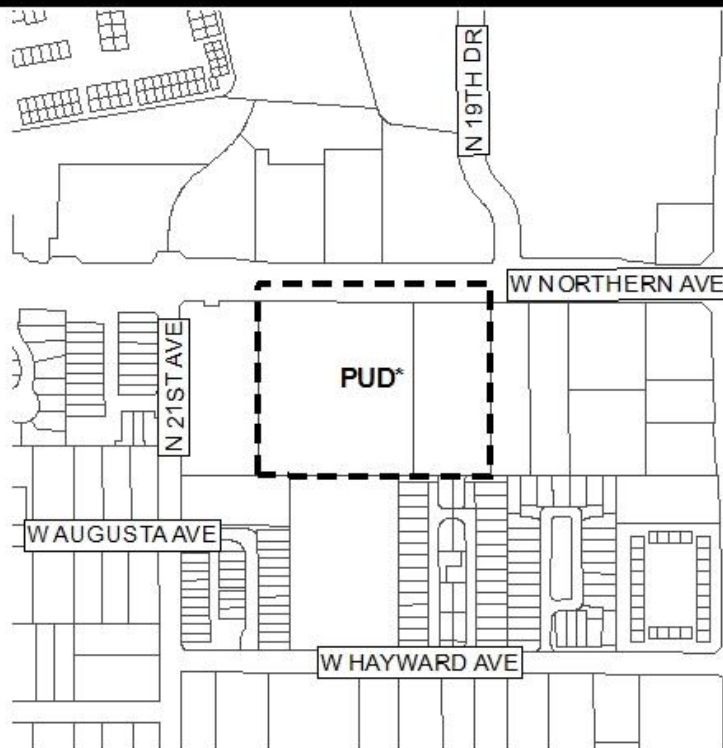 N 19TH DR
W NORTHERN AVE
N 21ST AVE
PUD*
W AUGUSTA AVE
W HAYWARD AVE